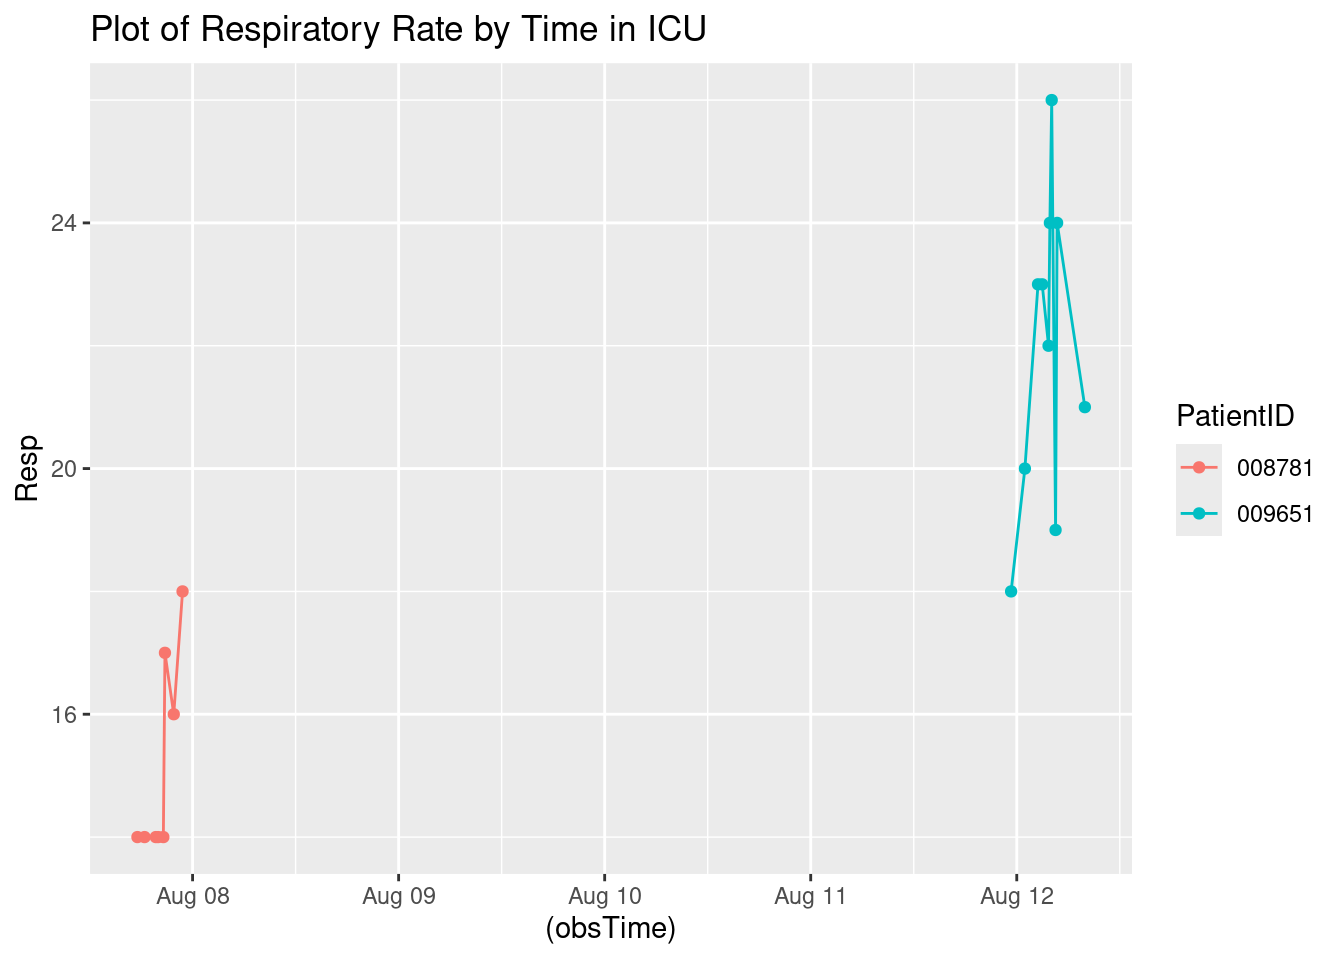 Plot of Respiratory Rate by Time in ICU
24
20
16
Resp
Aug 08
Aug 09
Aug 10
Aug 11
Aug 12
(obsTime)
PatientID
008781
009651